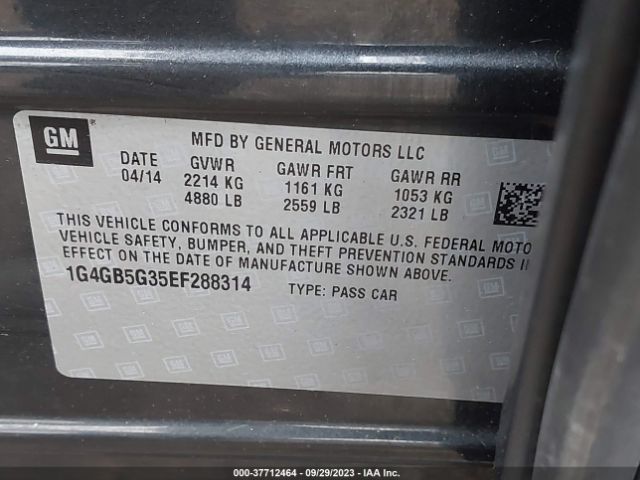 GM
MFD BY GENERAL MOTORS LLC
DATE GVWR GAWR FRT GAWR RR
04/14 2214 KG 1161 KG 1053 KG
4880 LB 2559 LB 2321 LB
THIS VEHICLE CONFORMS TO ALL APPLICABLE U.S. FEDERAL MOTO
VEHICLE SAFETY, BUMPER, AND THEFT PREVENTION STANDARDS I
EFFECT ON THE DATE OF MANUFACTURE SHOWN ABOVE.
1G4GB5G35EF288314 TYPE: PASS CAR
000-37712464 - 09/29/2023 - IAA Inc.